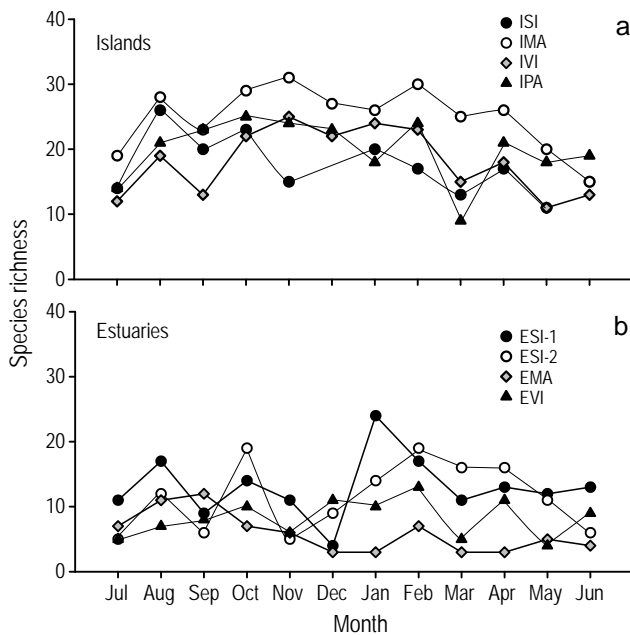 40
30
20
10
0
Islands
ISI
IMA
IVI
IPA
a
Species richness
40
30
20
10
0
Estuaries
ESI-1
ESI-2
EMA
EVI
b
Jul Aug Sep Oct Nov Dec Jan Feb Mar Apr May Jun
Month